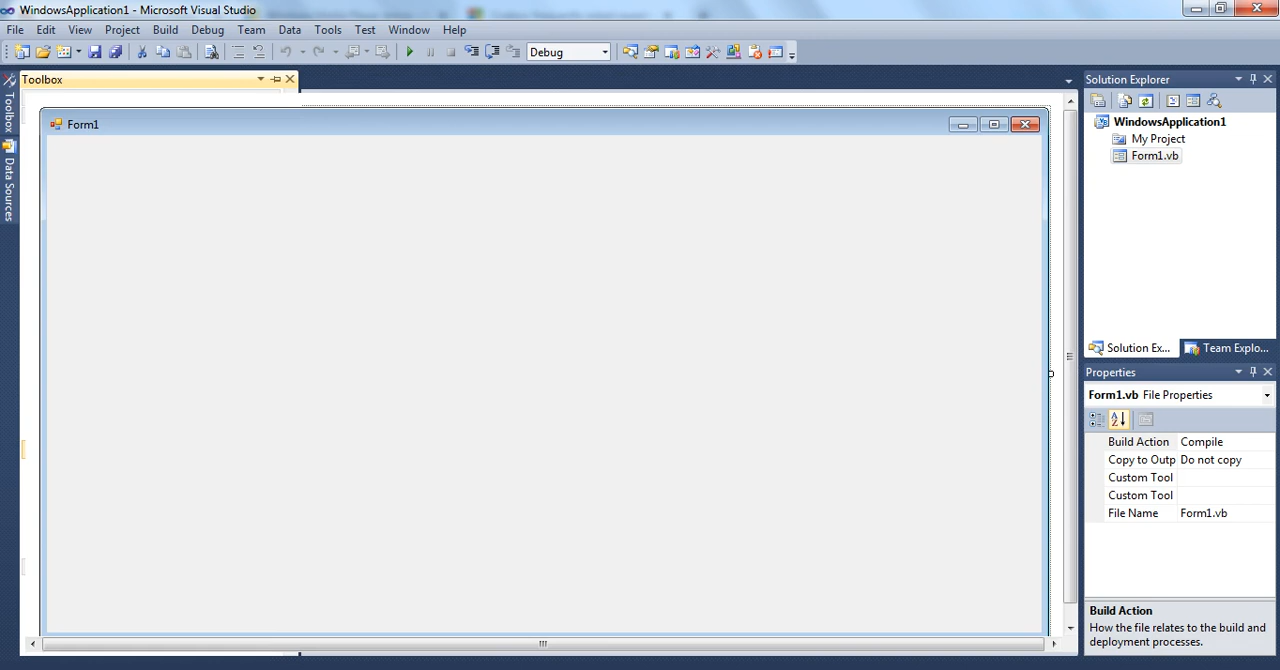 WindowsApplication1 - Microsoft Visual Studio
File Edit View Project Build Debug Team Data Tools Test Window Help
Debug
Toolbox
Toolbox
Data Sources
Form1
Solution Explorer
WindowsApplication1
My Project
Form1.vb
Solution Ex...
Team Explo...
Properties
Form1.vb File Properties
Build Action Compile
Copy to Outp Do not copy
Custom Tool
Custom Tool
File Name Form1.vb
Build Action
How the file relates to the build and
deployment processes.